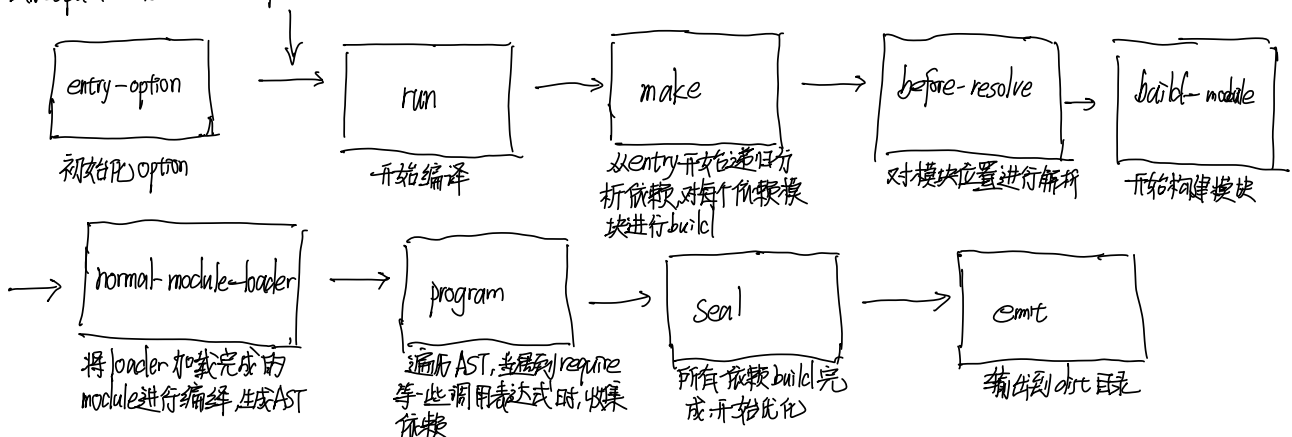 entry-option
run
make
before-resolve
build-module
初始化option
开始编译
从entry开始递归分
析依赖,对每个依赖模
块进行build
对模块位置进行解析
开始构建模块
normal-module-loader
program
seal
emit
将loader加载完成的
module进行编译,生成AST
遍历AST,当遇到require
等一些调用表达式时,收集
依赖
所有依赖build完
成,开始优化
输出到dist目录